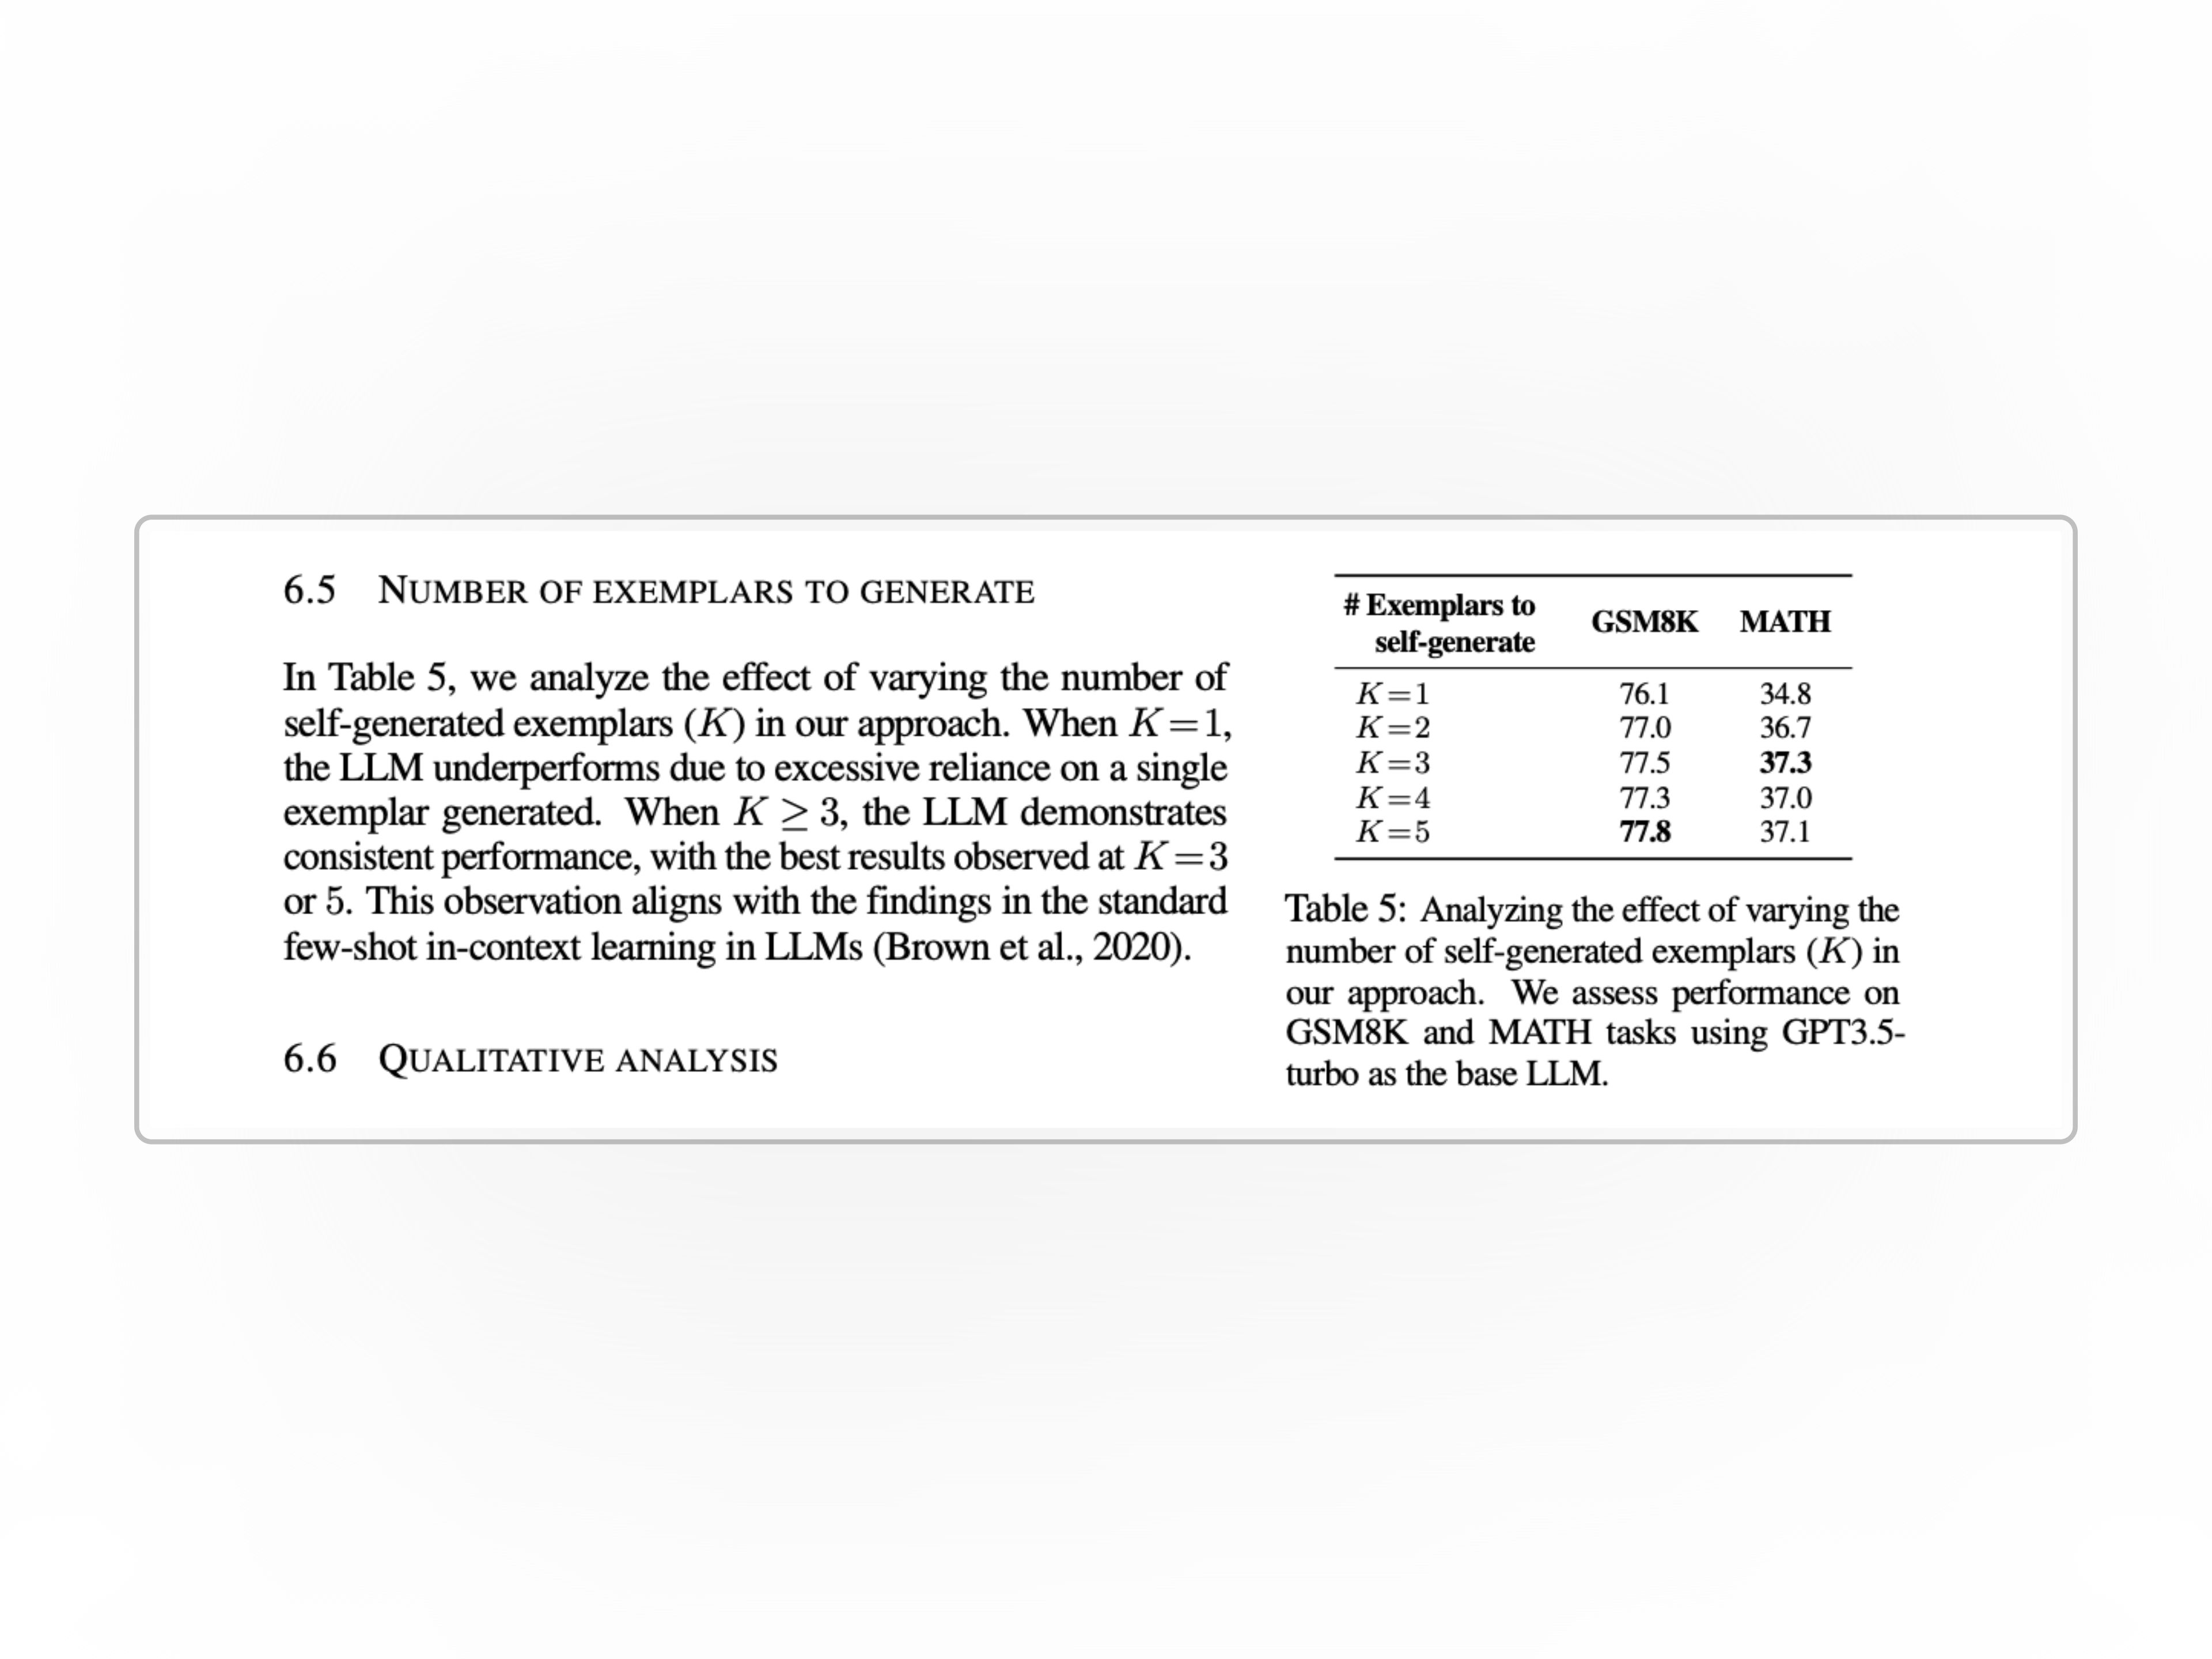 6.5 NUMBER OF EXEMPLARS TO GENERATE
In Table 5, we analyze the effect of varying the number of
self-generated exemplars (K) in our approach. When K=1,
the LLM underperforms due to excessive reliance on a single
exemplar generated. When K ≥ 3, the LLM demonstrates
consistent performance, with the best results observed at K=3
or 5. This observation aligns with the findings in the standard
few-shot in-context learning in LLMs (Brown et al., 2020).
6.6 QUALITATIVE ANALYSIS
# Exemplars to
self-generate GSM8K MATH
K=1 76.1 34.8
K=2 77.0 36.7
K=3 77.5 37.3
K=4 77.3 37.0
K=5 77.8 37.1
Table 5: Analyzing the effect of varying the
number of self-generated exemplars (K) in
our approach. We assess performance on
GSM8K and MATH tasks using GPT3.5-
turbo as the base LLM.